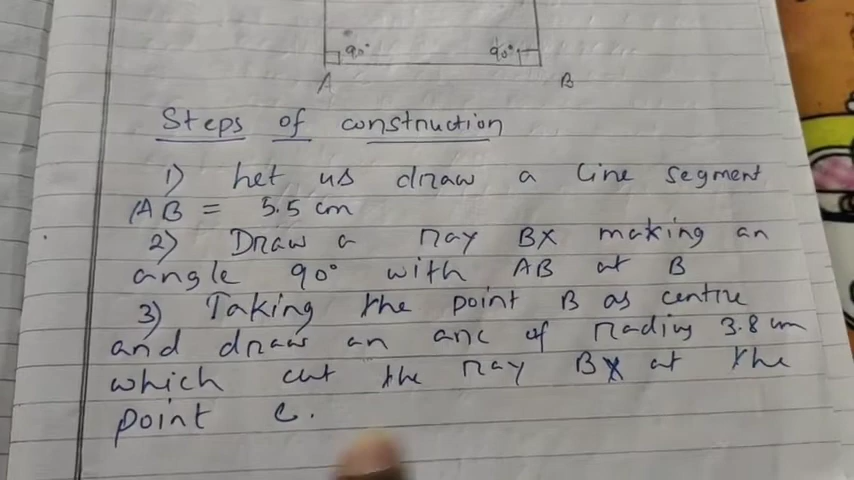 90° 90°
A B
Steps of construction
1) Let us draw a line segment
AB = 5.5 cm
2) Draw a ray BX making an
angle 90° with AB at B
3) Taking the point B as centre
and draw an arc of radius 3.8 cm
which cut the ray BX at the
point C.